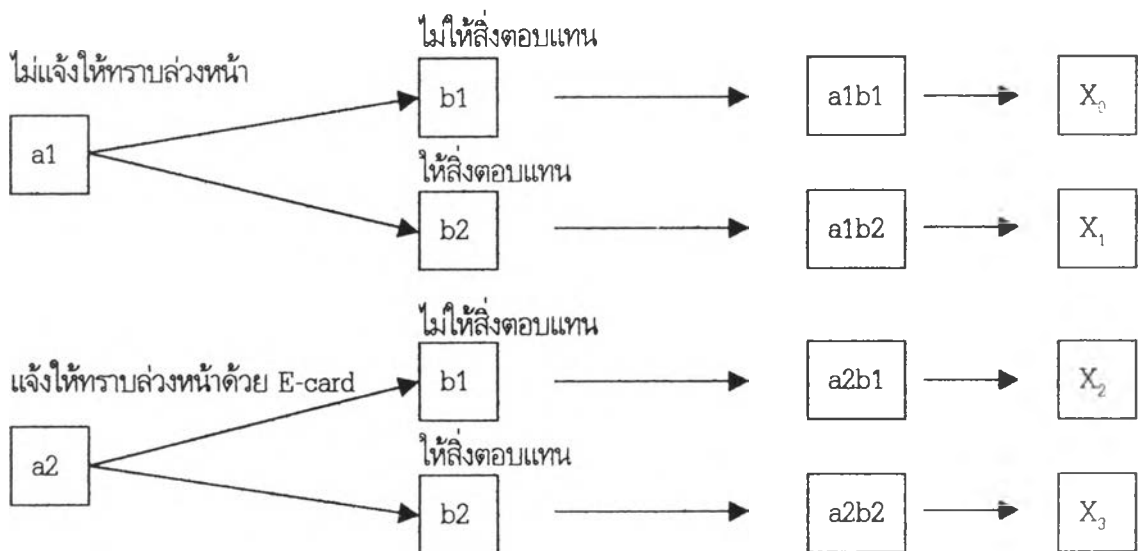 ไม่ให้สิ่งตอบแทน
ไม่แจ้งให้ทราบล่วงหน้า
b1 a1b1 X₀
a1
ให้สิ่งตอบแทน
b2 a1b2 X₁
ไม่ให้สิ่งตอบแทน
แจ้งให้ทราบล่วงหน้าด้วย E-card
b1 a2b1 X₂
a2
ให้สิ่งตอบแทน
b2 a2b2 X₃